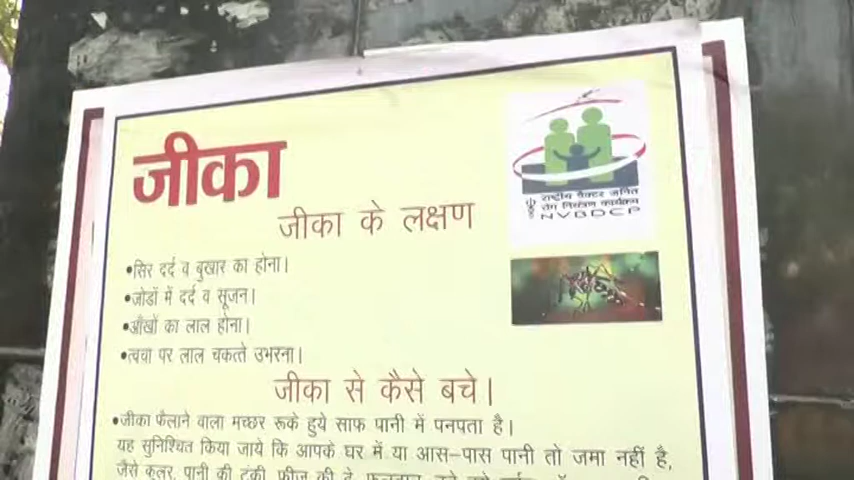 जीका
राष्ट्रीय वैक्टर जनित
रोग नियंत्रण कार्यक्रम
NVBDCP
जीका के लक्षण
•सिर दर्द व बुखार का होना।
•जोडों में दर्द व सूजन।
•आँखों का लाल होना।
•त्वचा पर लाल चकत्ते उभरना।
जीका से कैसे बचे।
•जीका फैलाने वाला मच्छर रूके हुये साफ पानी में पनपता है।
यह सुनिश्चित किया जाये कि आपके घर में या आस-पास पानी तो जमा नहीं है,
जैसे कूलर, पानी की टंकी, फ्रीज की ट्रे,